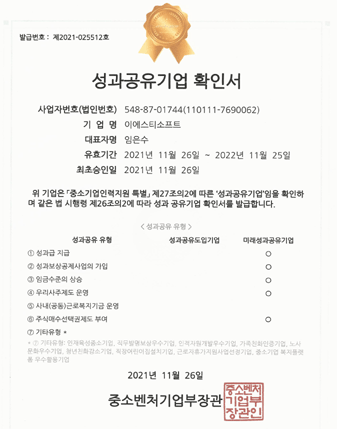 발급번호 : 제2021-025512호
성과공유기업 확인서
사업자번호(법인번호) 548-87-01744(110111-7690062)
기 업 명 이에스티소프트
대표자명 임은수
유효기간 2021년 11월 26일 ~ 2022년 11월 25일
최초승인일 2021년 11월 26일
위 기업은 「중소기업인력지원 특별」 제27조의2에 따른 '성과공유기업'임을 확인하
며 같은 법 시행령 제26조의2에 따라 성과 공유기업 확인서를 발급합니다.
< 성과공유 유형 >
성과공유 유형 성과공유도입기업 미래성과공유기업
① 성과급 지급 ○
② 성과보상공제사업의 가입 ○
③ 임금수준의 상승 ○
④ 우리사주제도 운영 ○
⑤ 사내(공동)근로복지기금 운영
⑥ 주식매수선택권제도 부여 ○
⑦ 기타유형 *
* ⑦ 기타유형: 인재육성중소기업, 직무발명보상우수기업, 인적자원개발우수기업, 가족친화인증기업, 노사
문화우수기업, 청년친화강소기업, 직장어린이집설치기업, 근로자휴가지원사업선정기업, 중소기업 복지플랫
폼 우수활용기업
2021년 11월 26일
중소벤처기업부장관
중소벤처
기업부
장관인